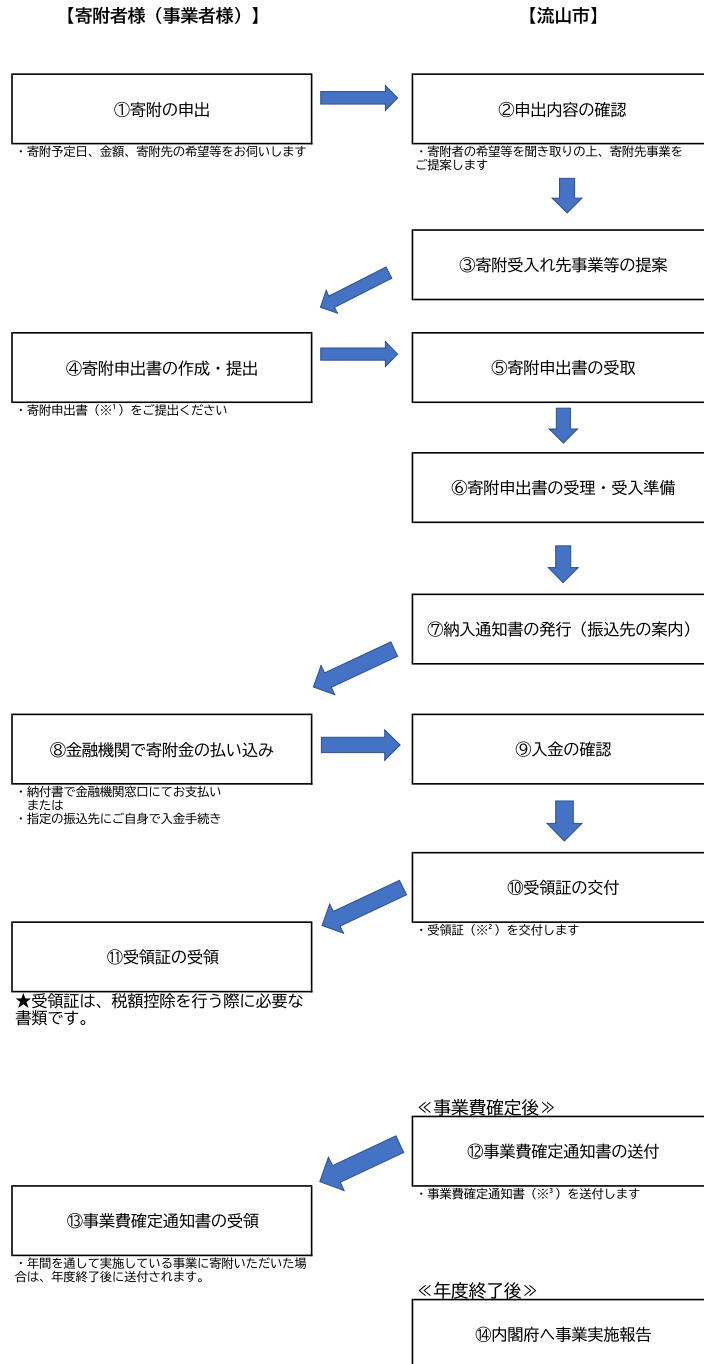 【寄附者様（事業者様）】
【流山市】
①寄附の申出
②申出内容の確認
・寄附予定日、金額、寄附先の希望等をお伺いします
・寄附者の希望等を聞き取りの上、寄附先事業を
ご提案します
③寄附受入れ先事業等の提案
④寄附申出書の作成・提出
⑤寄附申出書の受取
・寄附申出書（※¹）をご提出ください
⑥寄附申出書の受理・受入準備
⑦納入通知書の発行（振込先の案内）
⑧金融機関で寄附金の払い込み
⑨入金の確認
・納付書で金融機関窓口にてお支払い
または
・指定の振込先にご自身で入金手続き
⑩受領証の交付
・受領証（※²）を交付します
⑪受領証の受領
★受領証は、税額控除を行う際に必要な
書類です。
≪事業費確定後≫
⑫事業費確定通知書の送付
・事業費確定通知書（※³）を送付します
⑬事業費確定通知書の受領
・年間を通して実施している事業に寄附いただいた場
合は、年度終了後に送付されます。
≪年度終了後≫
⑭内閣府へ事業実施報告